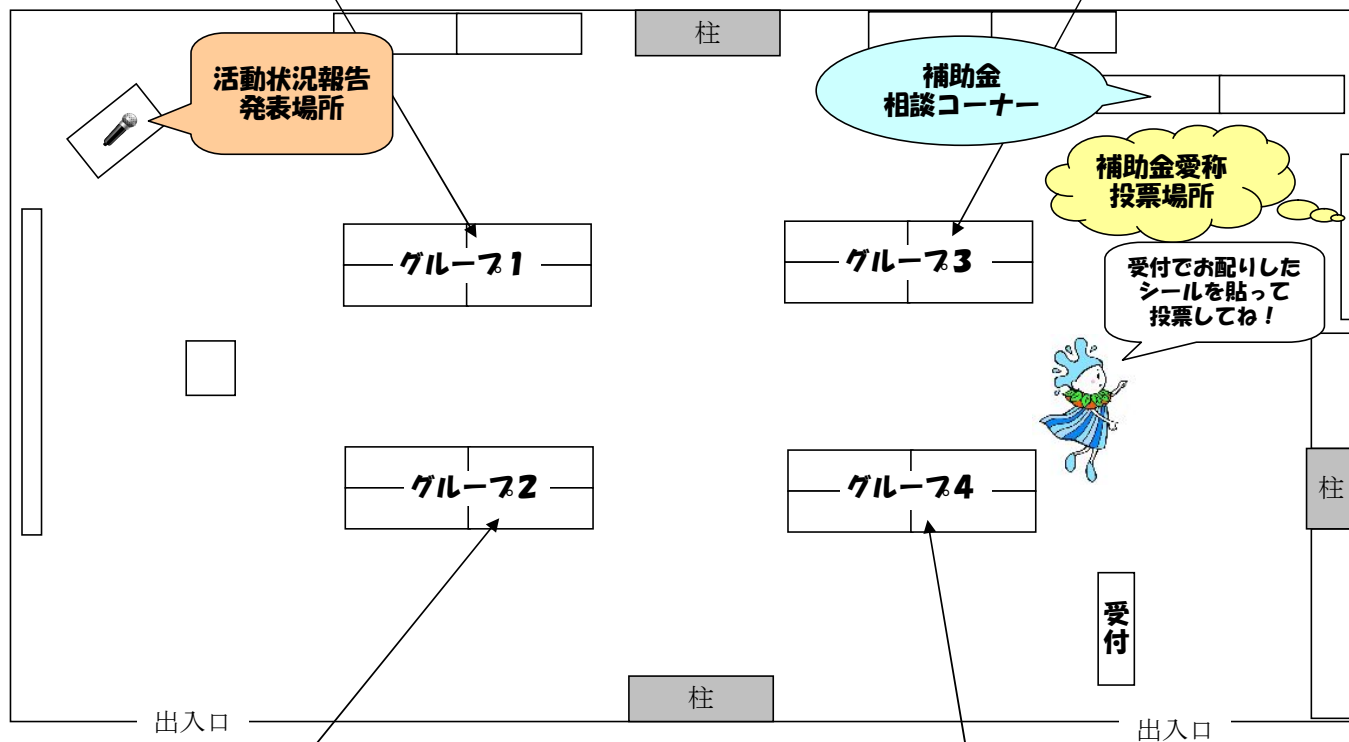 柱
活動状況報告
発表場所
補助金
相談コーナー
補助金愛称
投票場所
受付でお配りした
シールを貼って
投票してね！
グループ1
グループ3
グループ2
グループ4
柱
受付
柱
出入口
出入口